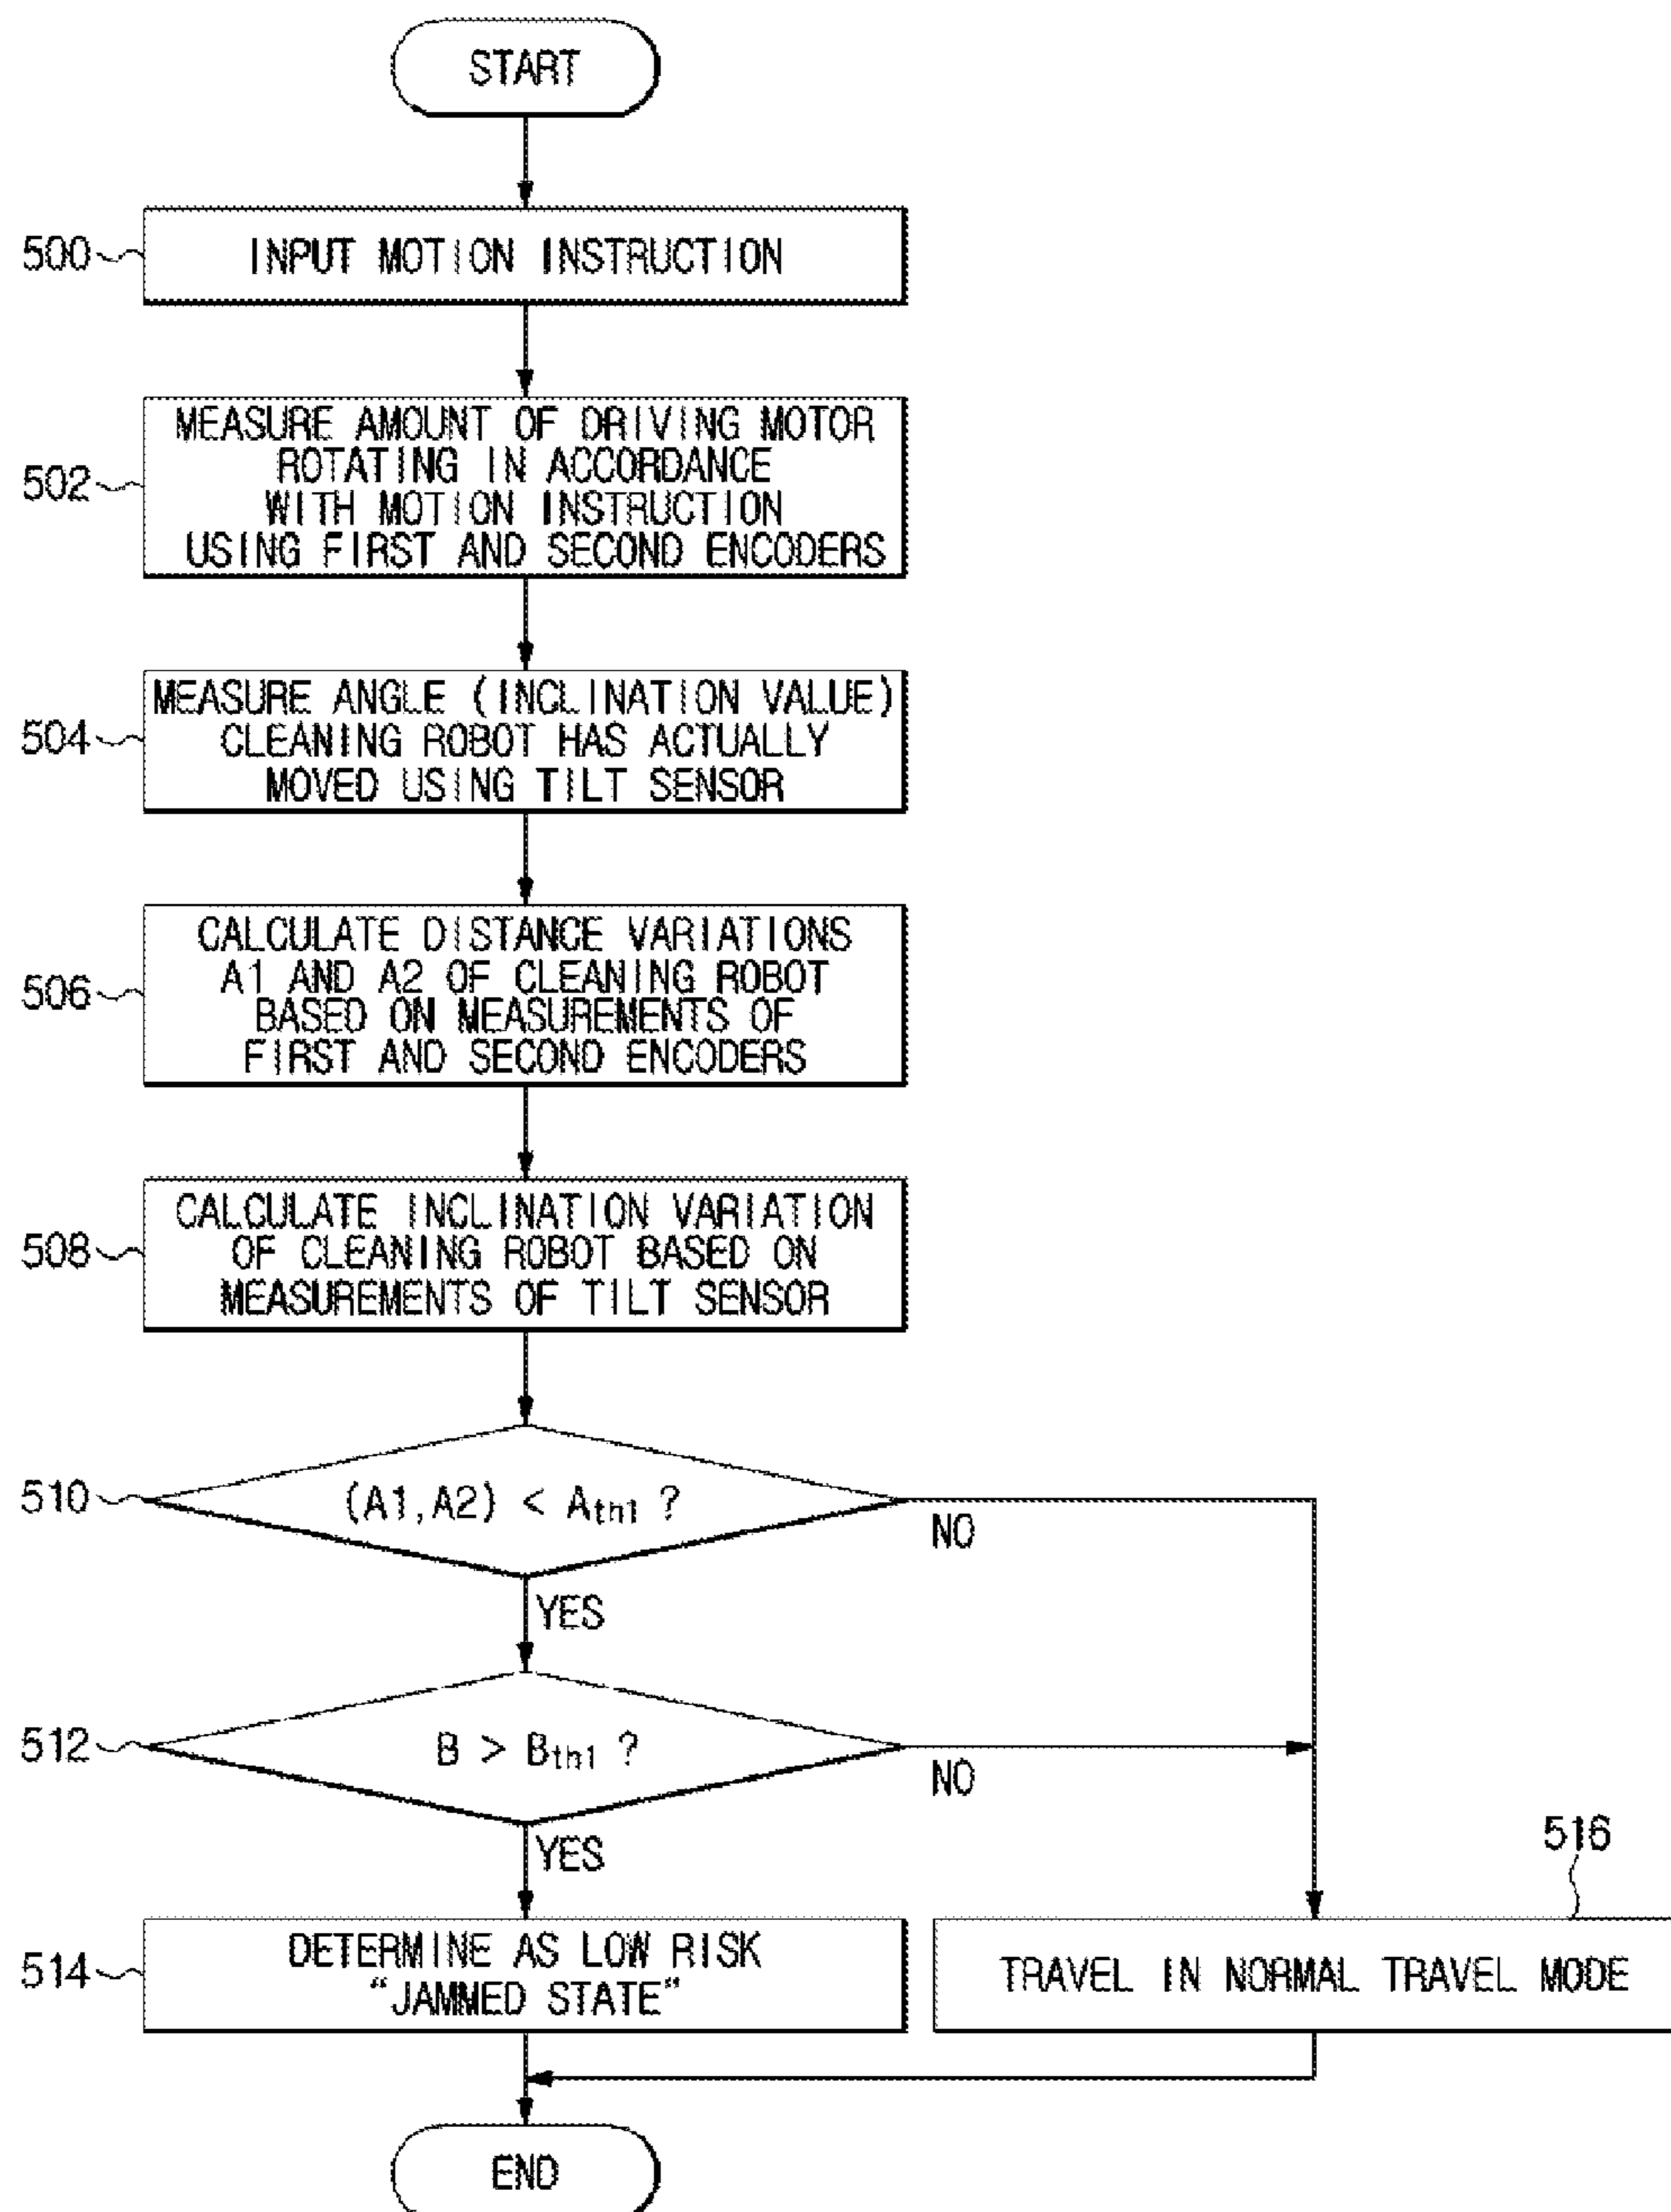 START
500
INPUT MOTION INSTRUCTION
502
MEASURE AMOUNT OF DRIVING MOTOR
ROTATING IN ACCORDANCE
WITH MOTION INSTRUCTION
USING FIRST AND SECOND ENCODERS
504
MEASURE ANGLE (INCLINATION VALUE)
CLEANING ROBOT HAS ACTUALLY
MOVED USING TILT SENSOR
506
CALCULATE DISTANCE VARIATIONS
A1 AND A2 OF CLEANING ROBOT
BASED ON MEASUREMENTS OF
FIRST AND SECOND ENCODERS
508
CALCULATE INCLINATION VARIATION
OF CLEANING ROBOT BASED ON
MEASUREMENTS OF TILT SENSOR
510
(A1,A2) < Ath1 ?
NO
YES
512
B > Bth1 ?
NO
YES
514
DETERMINE AS LOW RISK
“JAMMED STATE”
516
TRAVEL IN NORMAL TRAVEL MODE
END